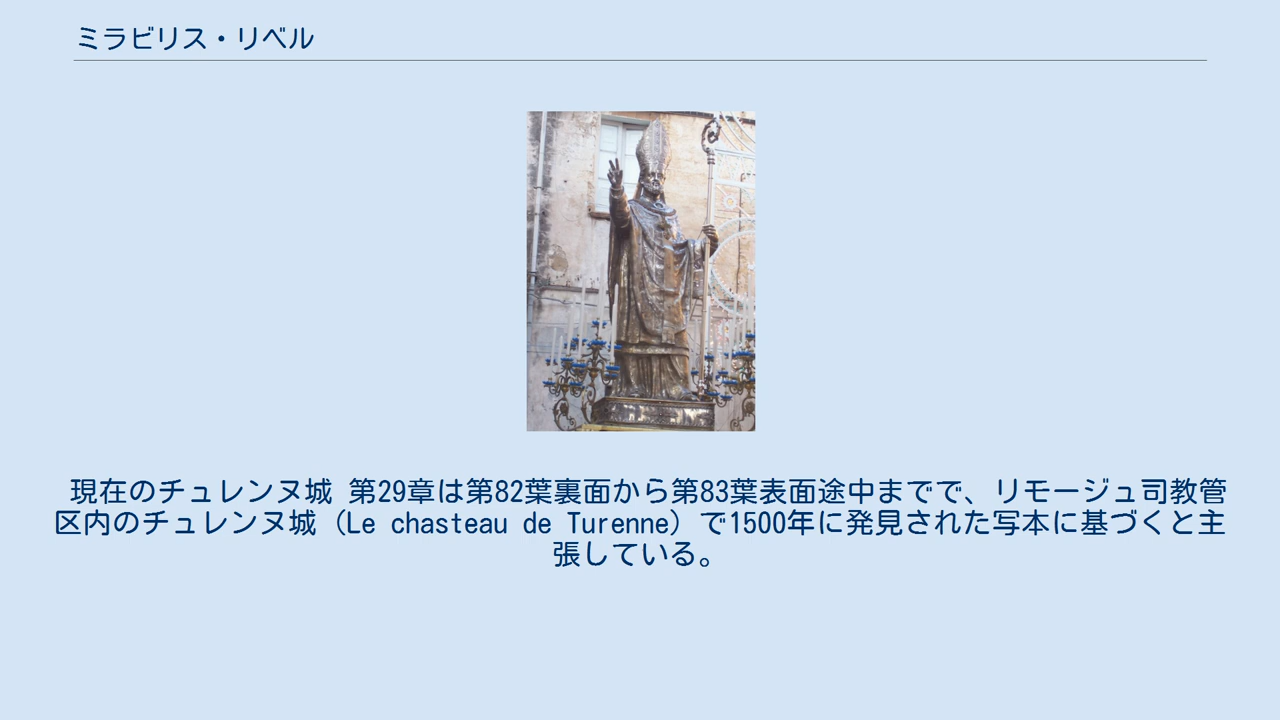 ミラビリス・リベル
現在のチュレンヌ城 第29章は第82葉裏面から第83葉表面途中までで、リモージュ司教管
区内のチュレンヌ城（Le chasteau de Turenne）で1500年に発見された写本に基づくと主
張している。